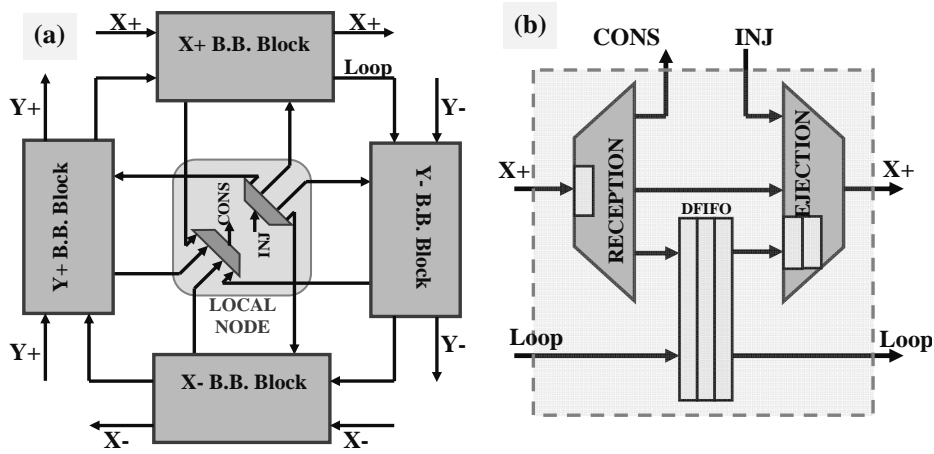 (a)
X+
X+ B.B. Block
X+
Loop
Y+
Y-
Y+ B.B. Block
CONS
INJ
Y- B.B. Block
LOCAL
NODE
Y+
Y-
X- B.B. Block
X-
X-
(b)
CONS
INJ
X+
RECEPTION
DFIFO
EJECTION
X+
Loop
Loop